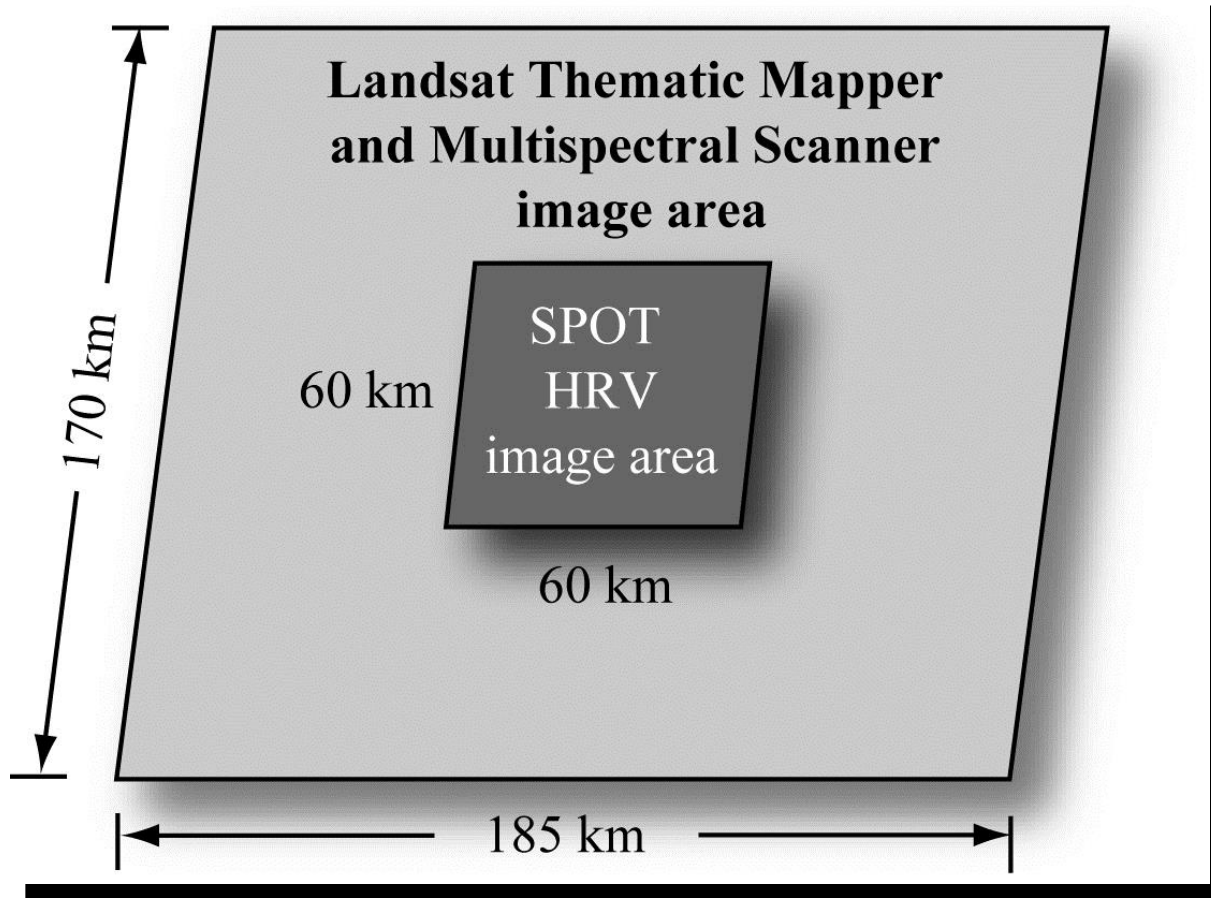 Landsat Thematic Mapper
and Multispectral Scanner
image area
SPOT
HRV
image area
170 km
60 km
60 km
185 km